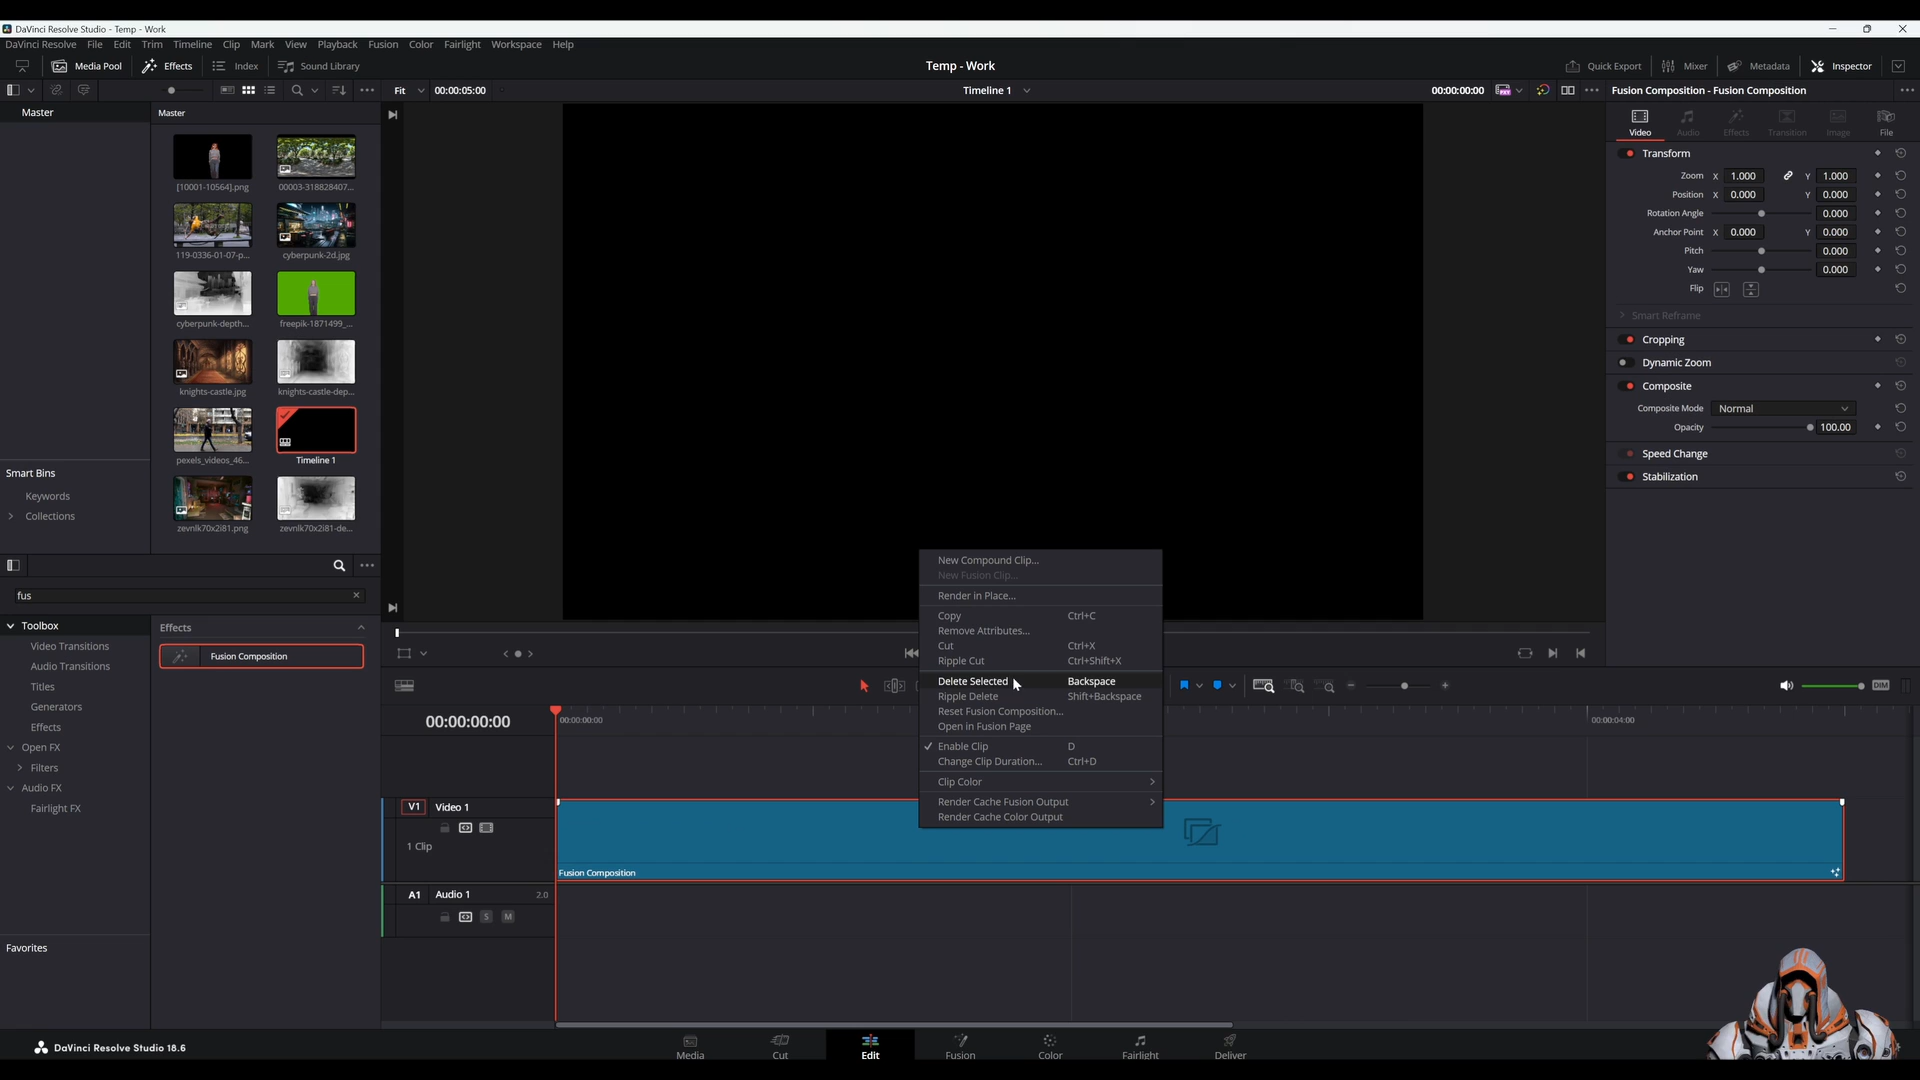 DaVinci Resolve Studio - Temp - Work
DaVinci Resolve File Edit Trim Timeline Clip Mark View Playback Fusion Color Fairlight Workspace Help
Media Pool Effects Index Sound Library Temp - Work Quick Export Mixer Metadata Inspector
Fit 00:00:05:00 Timeline 1 00:00:00:00 Fusion Composition - Fusion Composition
Master
Master
[10001-10564].png 00003-318828407...
119-0336-01-07-p... cyberpunk-2d.jpg
cyberpunk-depth... freepik-1871499_...
knights-castle.jpg knights-castle-dep...
pexels_videos_46... Timeline 1
zevnlk70x2i81.png zevnlk70x2i81-de...
Smart Bins
Keywords
Collections
Video Audio Effects Transition Image File
Transform
Zoom X 1.000 Y 1.000
Position X 0.000 Y 0.000
Rotation Angle 0.000
Anchor Point X 0.000 Y 0.000
Pitch 0.000
Yaw 0.000
Flip
Smart Reframe
Cropping
Dynamic Zoom
Composite
Composite Mode Normal
Opacity 100.00
Speed Change
Stabilization
fus
Toolbox
Video Transitions
Audio Transitions
Titles
Generators
Effects
Open FX
Filters
Audio FX
Fairlight FX
Favorites
Effects
Fusion Composition
New Compound Clip...
New Fusion Clip...
Render in Place...
Copy Ctrl+C
Remove Attributes...
Cut Ctrl+X
Ripple Cut Ctrl+Shift+X
Delete Selected Backspace
Ripple Delete Shift+Backspace
Reset Fusion Composition...
Open in Fusion Page
Enable Clip D
Change Clip Duration... Ctrl+D
Clip Color
Render Cache Fusion Output
Render Cache Color Output
DIM
00:00:00:00 00:00:00:00 00:00:04:00
V1 Video 1
1 Clip
Fusion Composition
A1 Audio 1 2.0
S M
DaVinci Resolve Studio 18.6
Media Cut Edit Fusion Color Fairlight Deliver